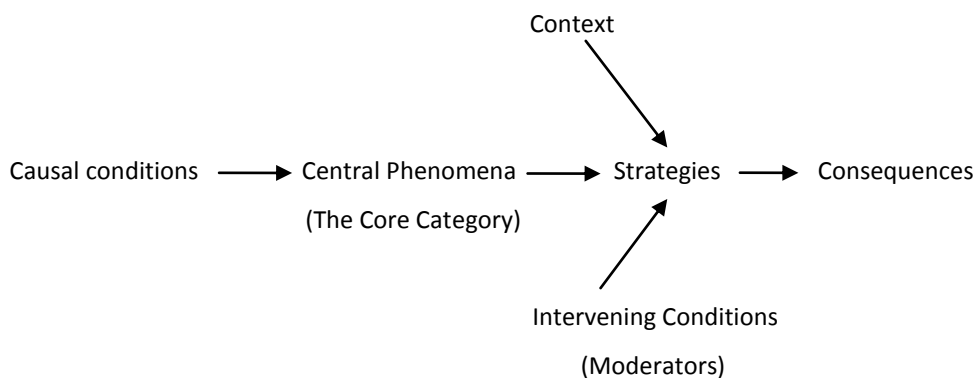 Context
Causal conditions Central Phenomena Strategies Consequences
(The Core Category)
Intervening Conditions
(Moderators)